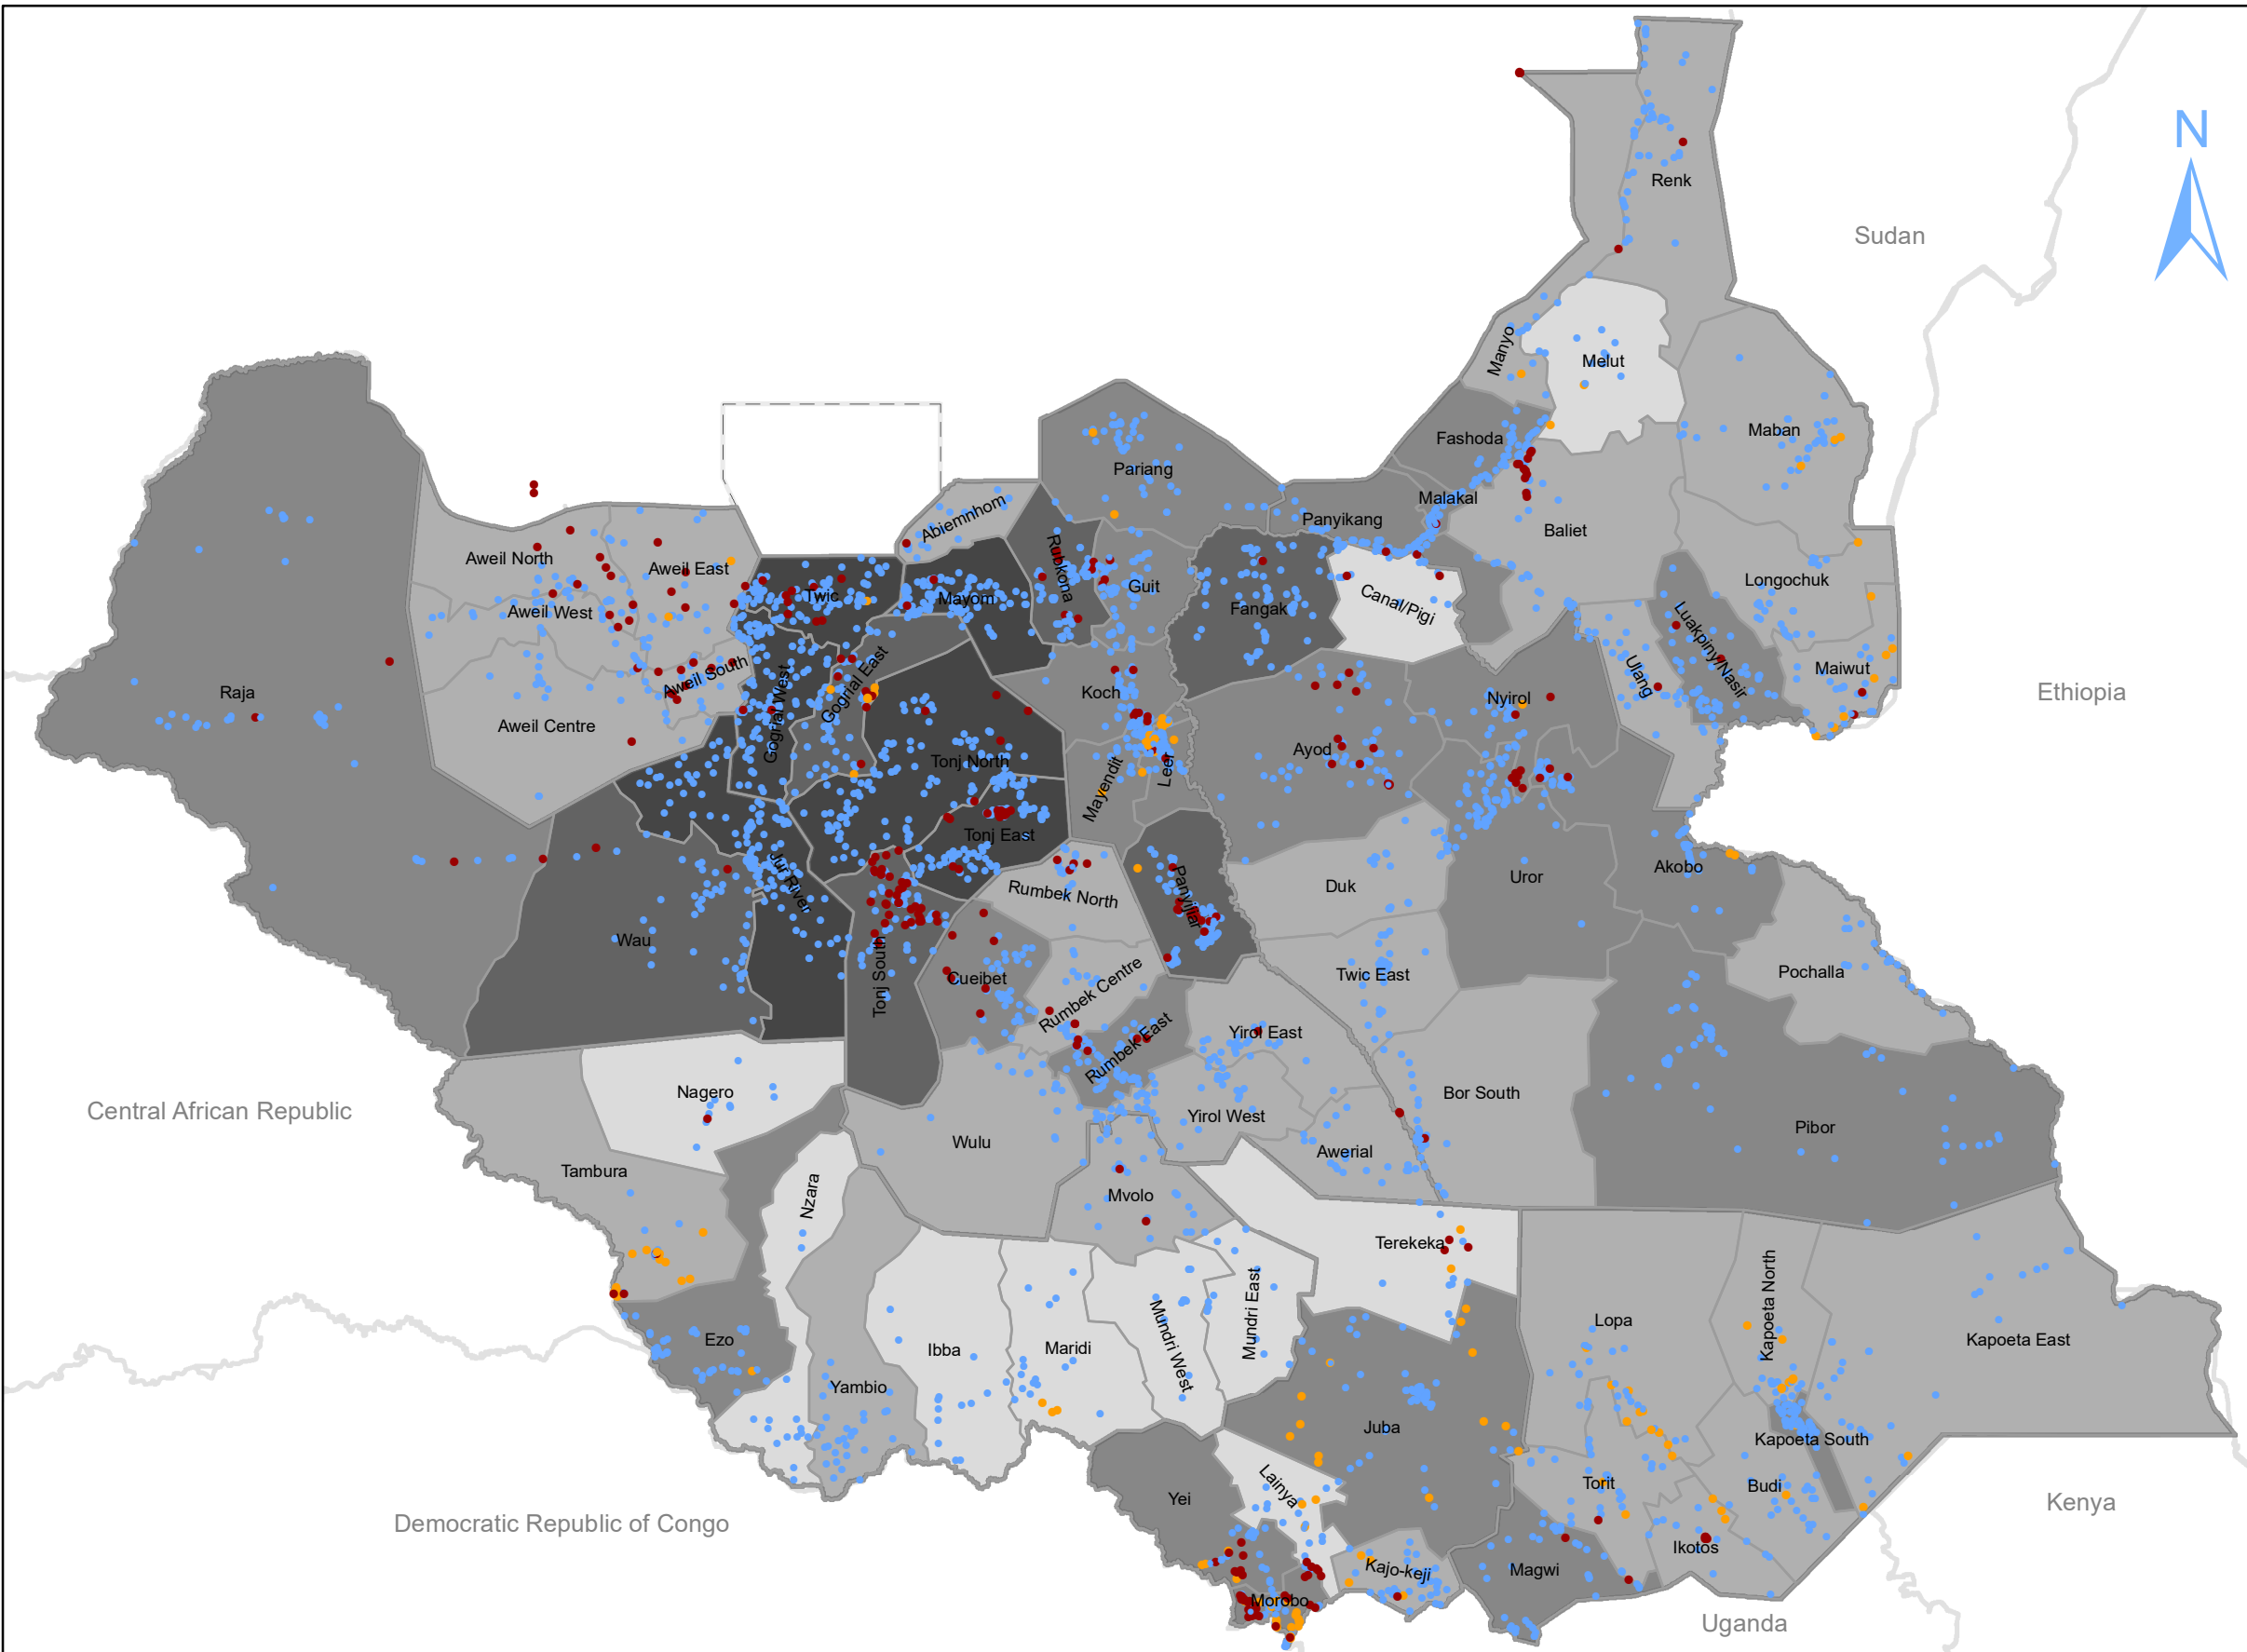 N
Renk
Sudan
Manyo
Melut
Maban
Fashoda
Pariang
Malakal
Panyikang
Baliet
Abiemnhom
Aweil North
Aweil East
Rubkona
Guit
Longochuk
Twic
Mayom
Fangak
Canal/Pigi
Aweil West
Luakpiny/Nasir
Ulang
Maiwut
Aweil South
Gogrial West
Gogrial East
Koch
Raja
Ethiopia
Nyirol
Aweil Centre
Ayod
Tonj North
Leer
Mayendit
Tonj East
Jur River
Rumbek North
Panyijiar
Duk
Uror
Akobo
Wau
Tonj South
Cueibet
Rumbek Centre
Twic East
Pochalla
Yirol East
Rumbek East
Nagero
Bor South
Central African Republic
Yirol West
Pibor
Wulu
Awerial
Tambura
Nzara
Mvolo
Terekeka
Kapoeta North
Mundri East
Lopa
Kapoeta East
Ezo
Ibba
Maridi
Mundri West
Yambio
Juba
Kapoeta South
Lainya
Yei
Torit
Budi
Kenya
Democratic Republic of Congo
Ikotos
Kajo-keji
Magwi
Morobo
Uganda